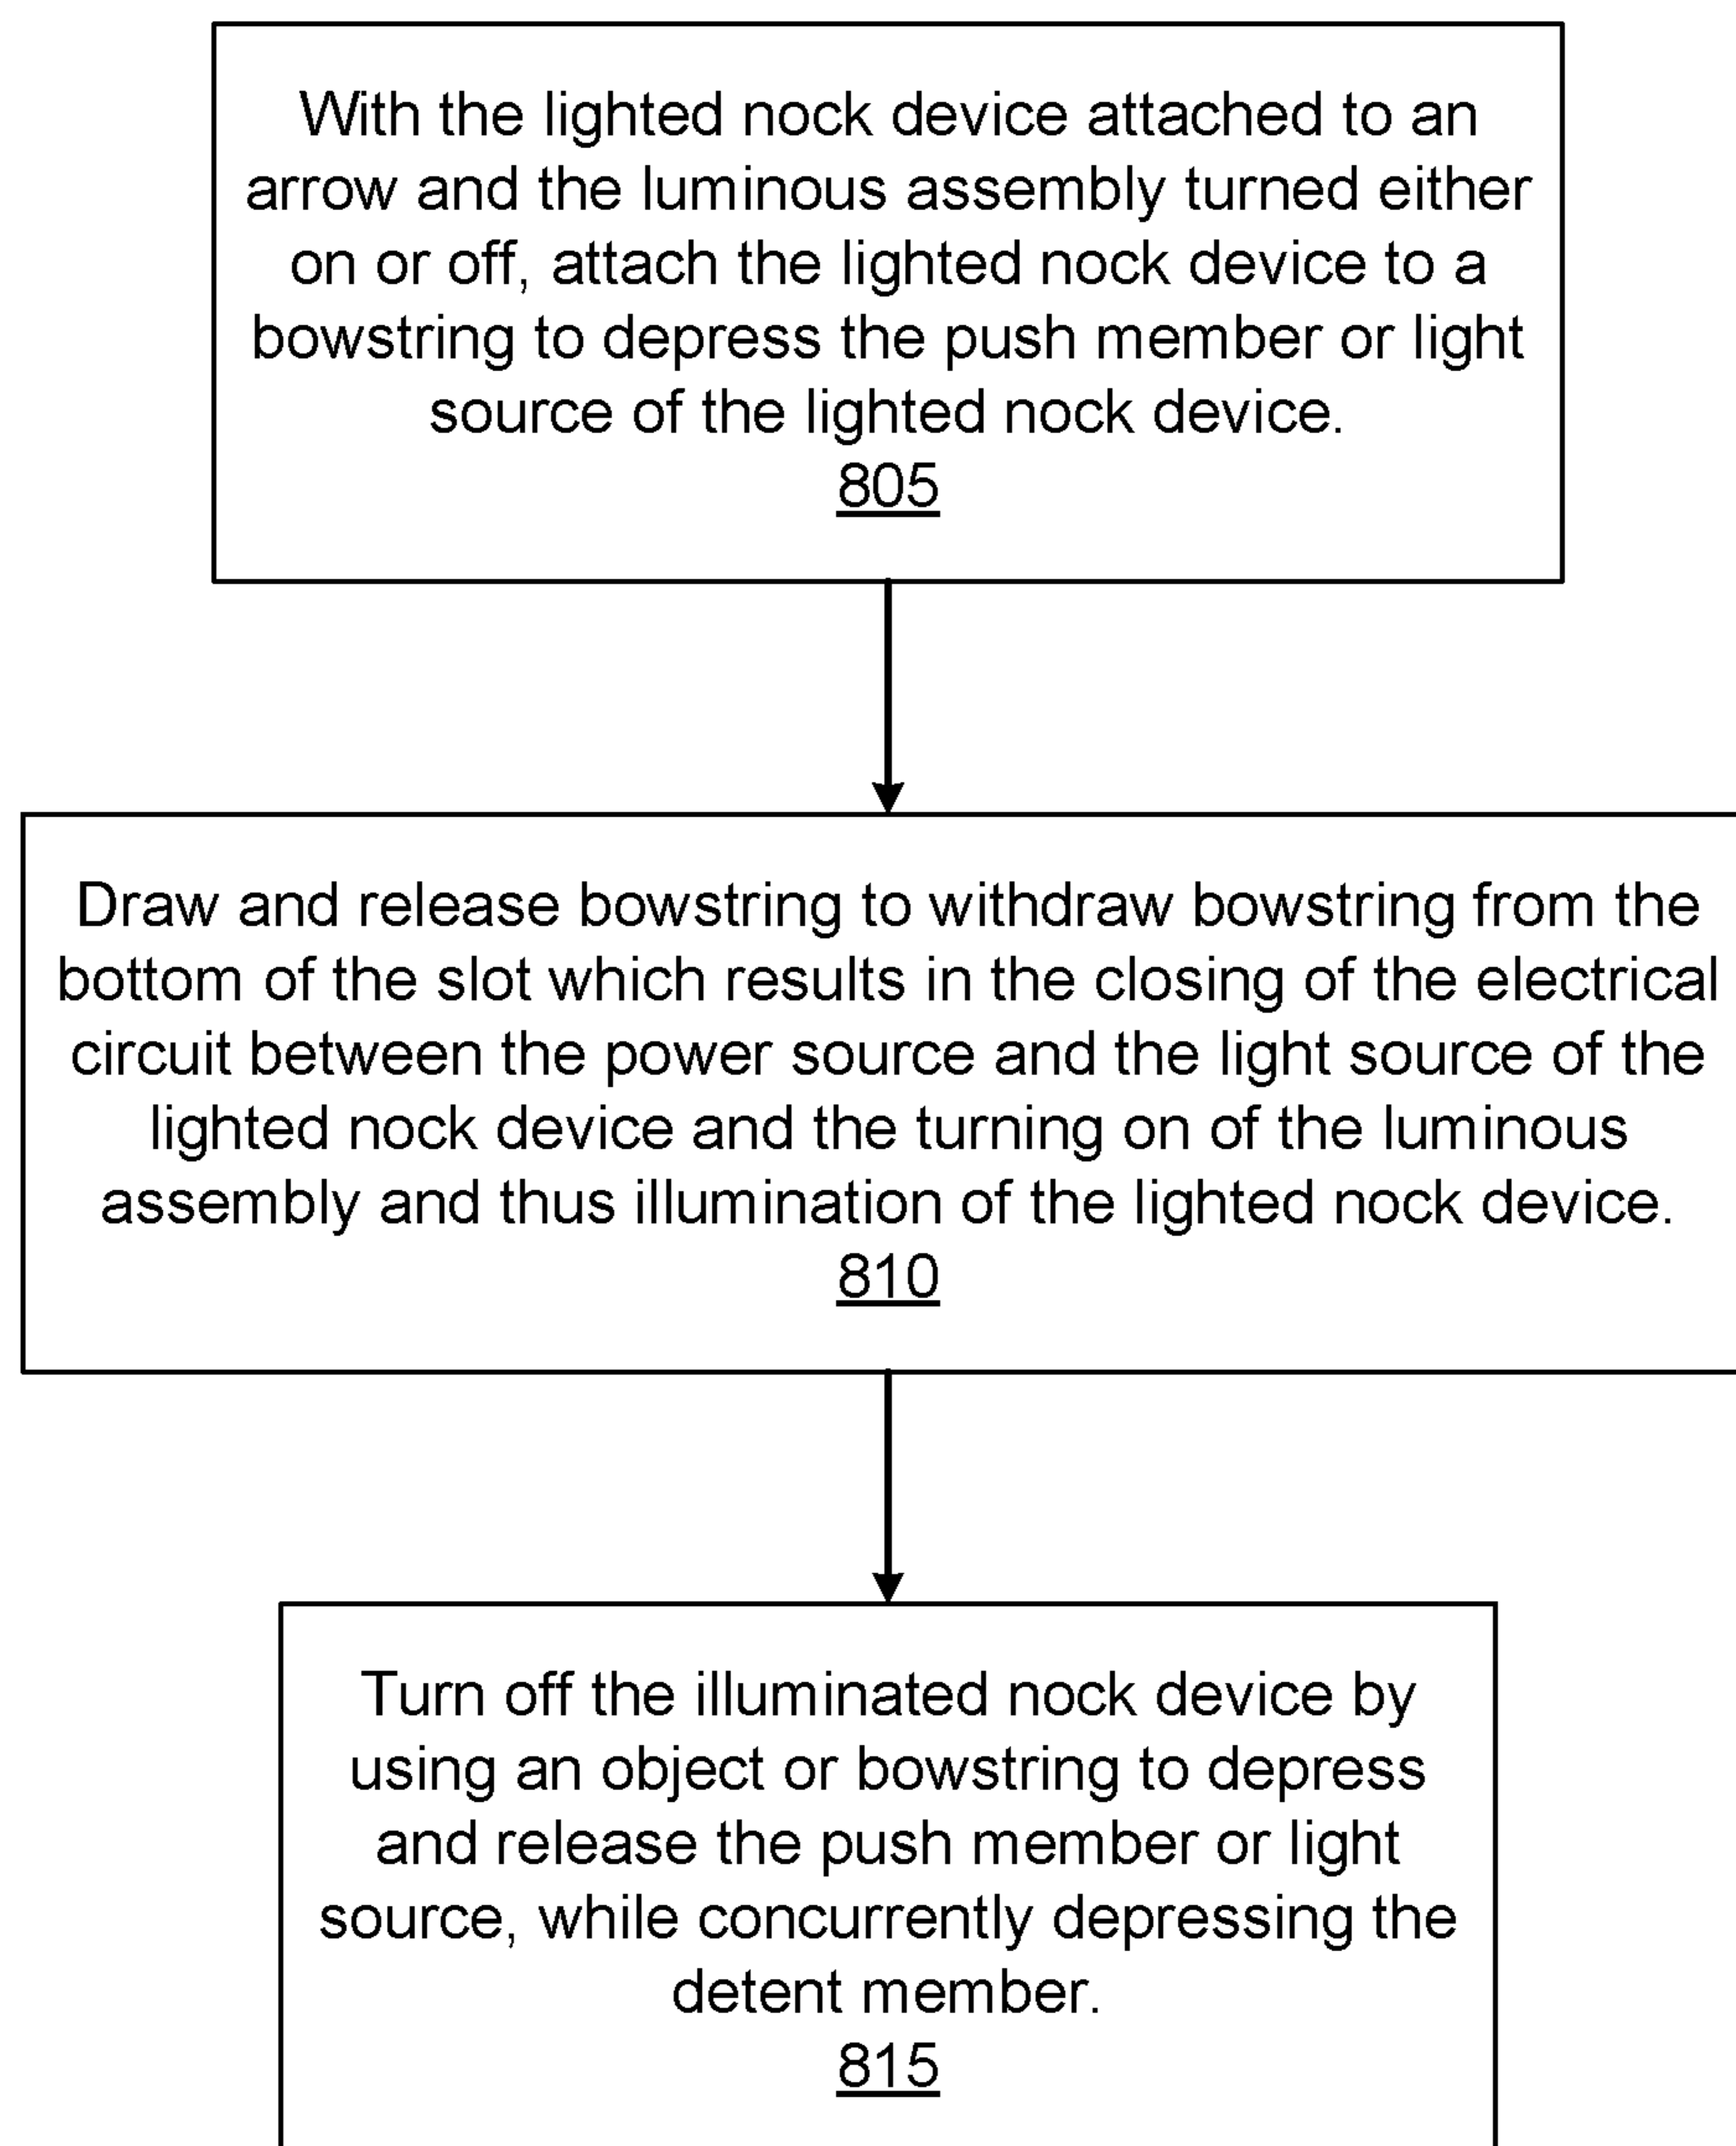 With the lighted nock device attached to an
arrow and the luminous assembly turned either
on or off, attach the lighted nock device to a
bowstring to depress the push member or light
source of the lighted nock device.
805
Draw and release bowstring to withdraw bowstring from the
bottom of the slot which results in the closing of the electrical
circuit between the power source and the light source of the
lighted nock device and the turning on of the luminous
assembly and thus illumination of the lighted nock device.
810
Turn off the illuminated nock device by
using an object or bowstring to depress
and release the push member or light
source, while concurrently depressing the
detent member.
815